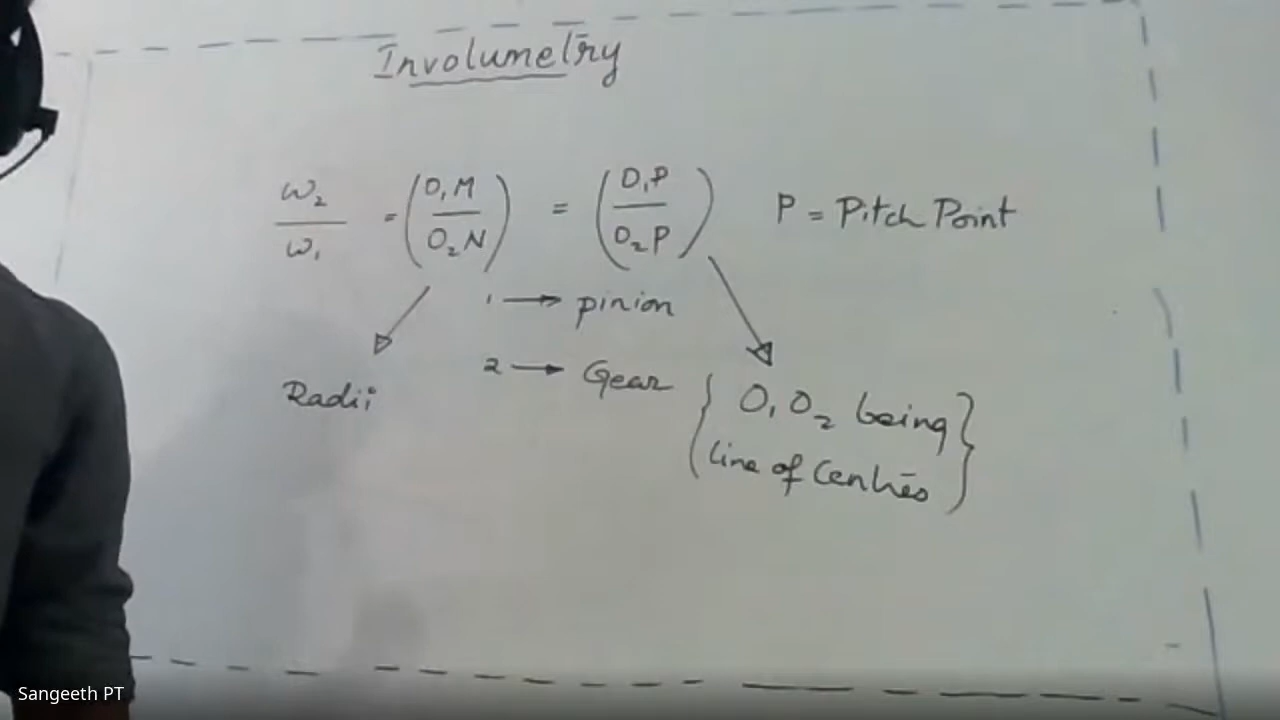 Involumetry
ω₂/ω₁ = (O₁M/O₂N) = (O₁P/O₂P) P = Pitch Point
1 → pinion
2 → Gear
Radii
{ O₁O₂ being
line of Centres }
Sangeeth PT